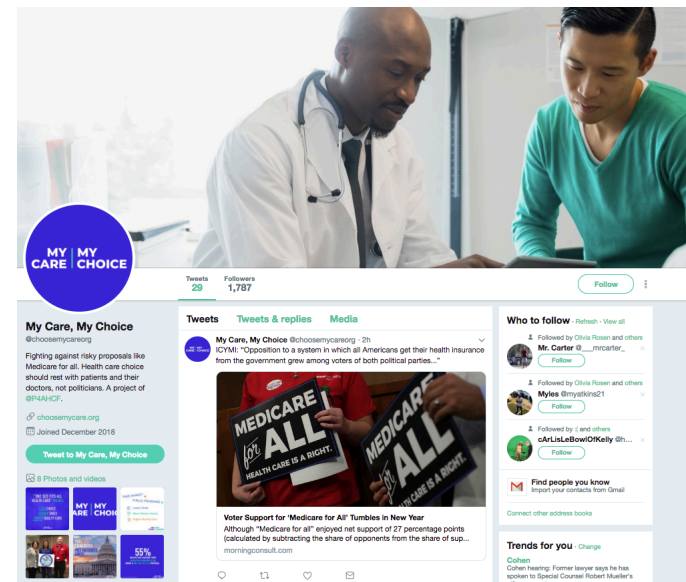 MY | MY
CARE | CHOICE
Tweets
29
Followers
1,787
Follow
My Care, My Choice
@choosemycareorg
Fighting against risky proposals like
Medicare for all. Health care choice
should rest with patients and their
doctors, not politicians. A project of
@P4AHCF.
choosemycare.org
Joined December 2018
Tweet to My Care, My Choice
8 Photos and videos
MY | MY
CARE | CHOICE
55%
Tweets
Tweets & replies
Media
My Care, My Choice @choosemycareorg · 2h
ICYMI: "Opposition to a system in which all Americans get their health insurance
from the government grew among voters of both political parties..."
MEDICARE
for ALL
HEALTH CARE IS A RIGHT.
MEDICARE
for ALL
HEALTH CARE IS A RIGHT.
Voter Support for 'Medicare for All' Tumbles in New Year
Although "Medicare for all" enjoyed net support of 27 percentage points
(calculated by subtracting the share of opponents from the share of sup...
morningconsult.com
Who to follow · Refresh · View all
Followed by Olivia Rosen and others
Mr. Carter @___mrcarter_
Follow
Followed by Olivia Rosen and others
Myles @myatkins21
Follow
Followed by :( and others
cArLisLeBowlOfKelly @h...
Follow
Find people you know
Import your contacts from Gmail
Connect other address books
Trends for you · Change
Cohen
Cohen hearing: Former lawyer says he has
spoken to Special Counsel Robert Mueller's